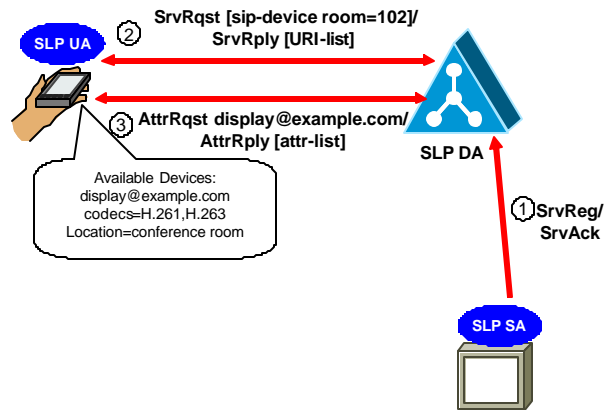 SrvRqst [sip-device room=102]/
SrvRply [URI-list]
SLP UA
2
3
AttrRqst display@example.com/
AttrRply [attr-list]
SLP DA
Available Devices:
display@example.com
codecs=H.261,H.263
Location=conference room
1
SrvReg/
SrvAck
SLP SA